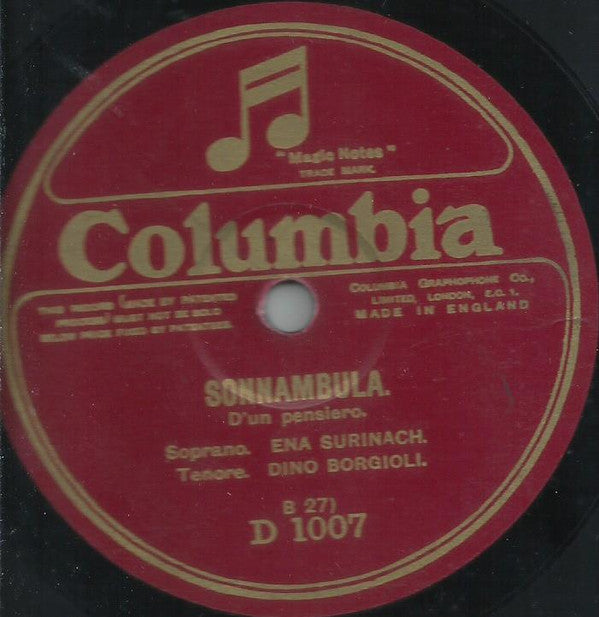 "Magic Notes"
TRADE MARK.
Columbia
THIS RECORD (MADE BY PATENTED
PROCESS) MUST NOT BE SOLD
BELOW PRICE FIXED BY PATENTEES.
COLUMBIA GRAPHOPHONE CO.,
LIMITED, LONDON, E.C. 1.
MADE IN ENGLAND
SONNAMBULA.
D'un pensiero.
Soprano. ENA SURINACH.
Tenore. DINO BORGIOLI.
B 27)
D 1007